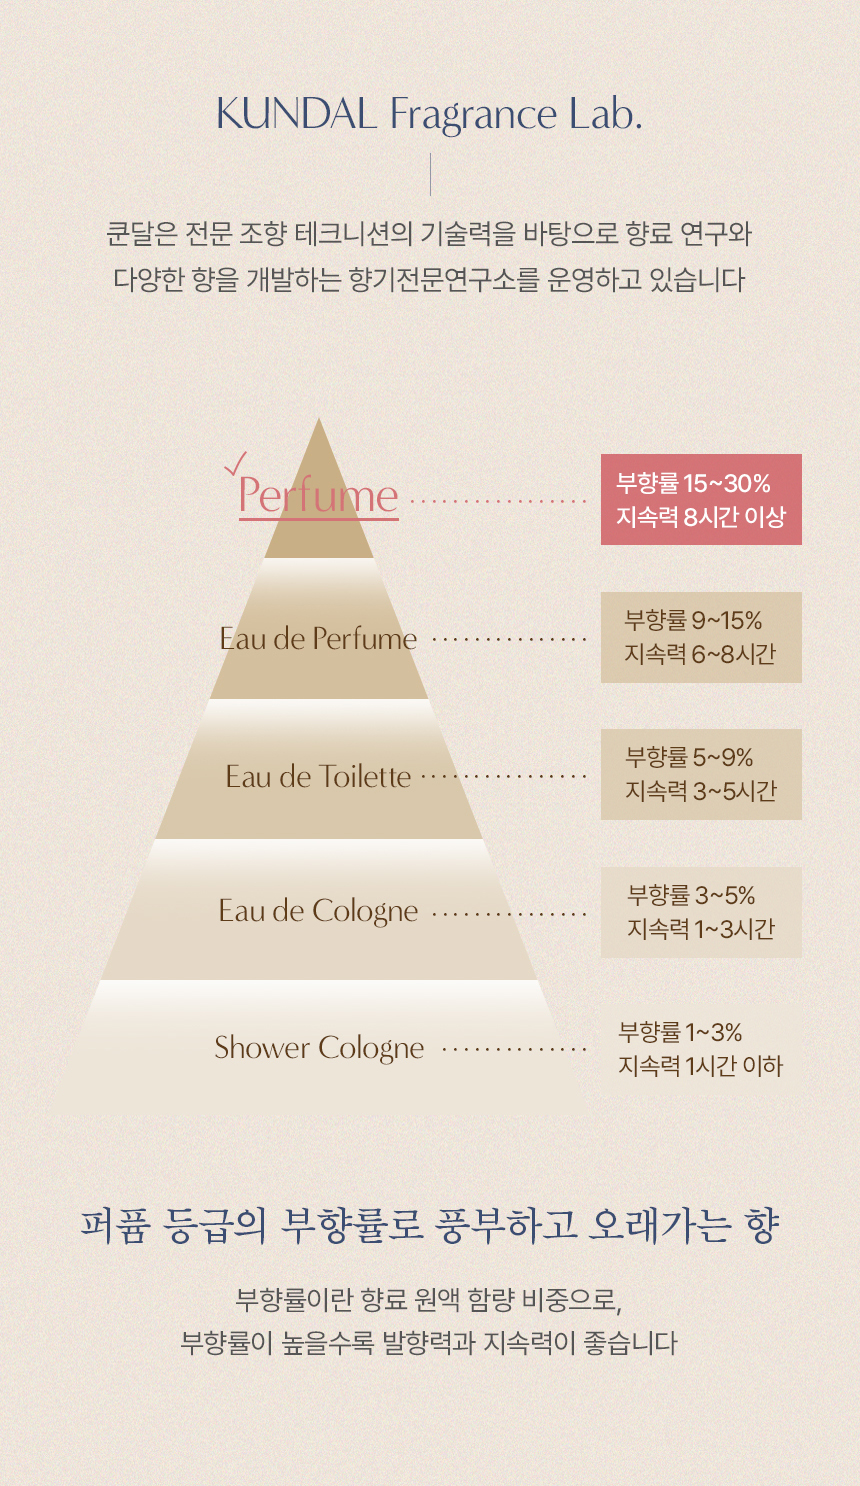 KUNDAL Fragrance Lab.
쿤달은 전문 조향 테크니션의 기술력을 바탕으로 향료 연구와
다양한 향을 개발하는 향기전문연구소를 운영하고 있습니다
Perfume
부향률 15~30%
지속력 8시간 이상
Eau de Perfume
부향률 9~15%
지속력 6~8시간
Eau de Toilette
부향률 5~9%
지속력 3~5시간
Eau de Cologne
부향률 3~5%
지속력 1~3시간
Shower Cologne
부향률 1~3%
지속력 1시간 이하
퍼퓸 등급의 부향률로 풍부하고 오래가는 향
부향률이란 향료 원액 함량 비중으로,
부향률이 높을수록 발향력과 지속력이 좋습니다